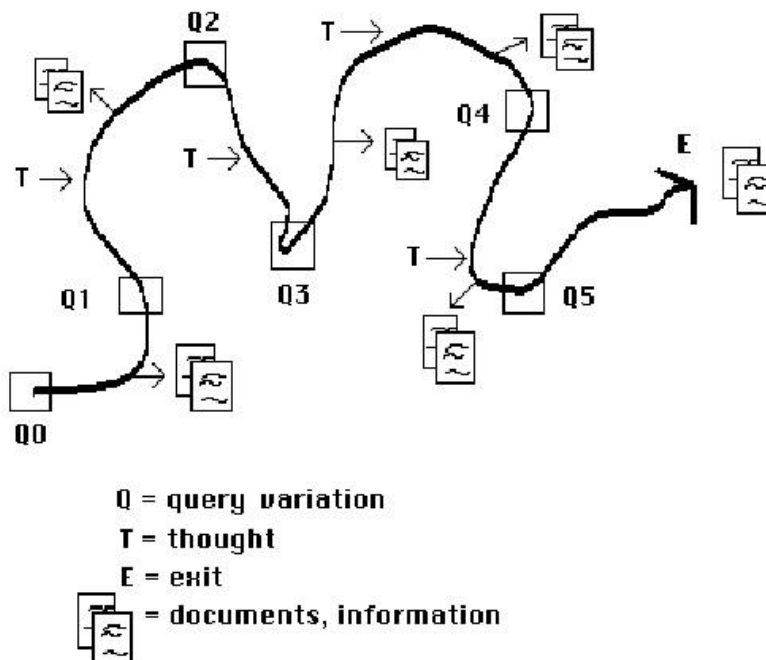 Q2
T
T
Q4
E
T
T
Q1
Q3
T
Q5
Q0
Q = query variation
T = thought
E = exit
= documents, information